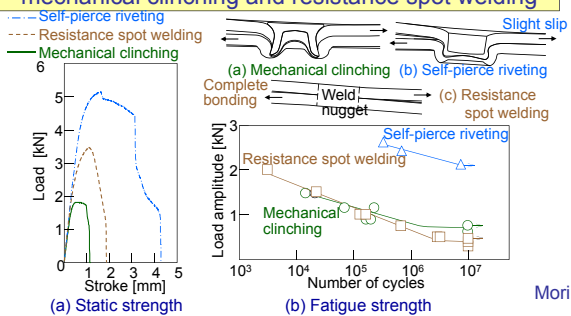 mechanical clinching and resistance spot welding
Self-pierce riveting
Resistance spot welding
Mechanical clinching
Slight slip
(a) Mechanical clinching
(b) Self-pierce riveting
Complete
bonding
Weld
nugget
(c) Resistance
spot welding
6
5
4
3
2
1
0
Load [kN]
0 1 2 3 4 5
Stroke [mm]
(a) Static strength
3
2
1
Load amplitude [kN]
Self-pierce riveting
Resistance spot welding
Mechanical
clinching
10³ 10⁴ 10⁵ 10⁶ 10⁷
Number of cycles
(b) Fatigue strength
Mori